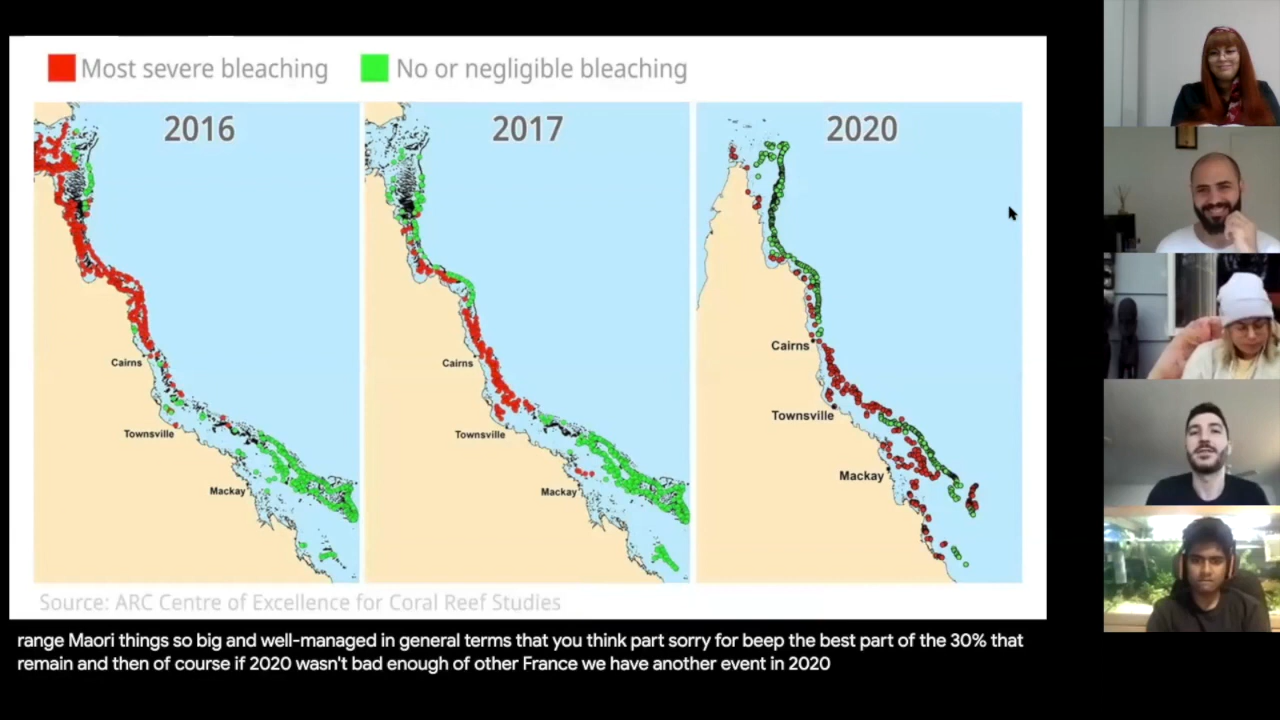 Most severe bleaching No or negligible bleaching
2016 2017 2020
Cairns Cairns Cairns
Townsville Townsville Townsville
Mackay Mackay Mackay
Source: ARC Centre of Excellence for Coral Reef Studies
range Maori things so big and well-managed in general terms that you think part sorry for beep the best part of the 30% that
remain and then of course if 2020 wasn't bad enough of other France we have another event in 2020